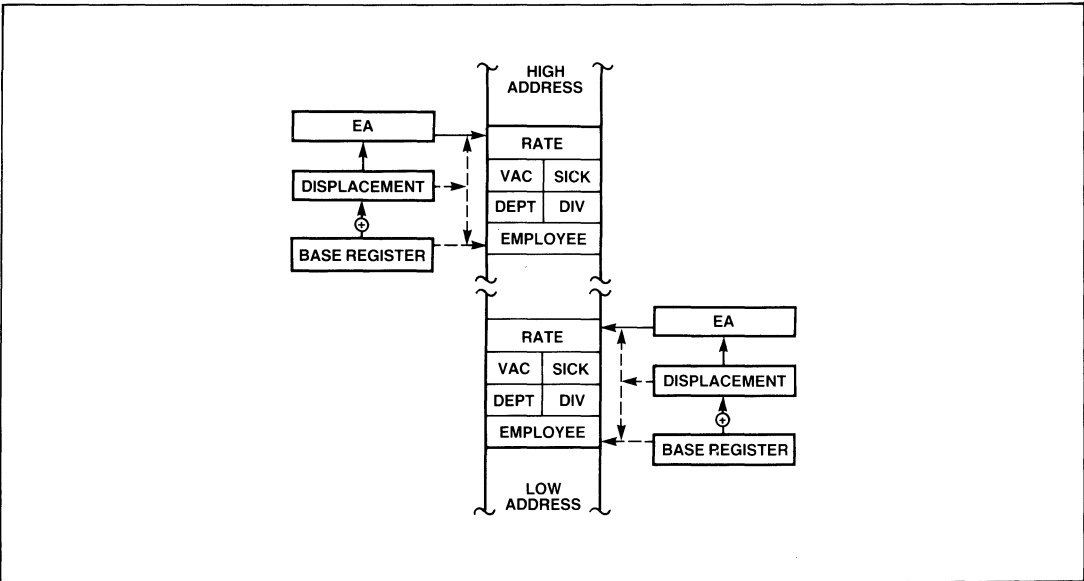 HIGH
ADDRESS
EA
DISPLACEMENT
+
BASE REGISTER
RATE
VAC SICK
DEPT DIV
EMPLOYEE
RATE
VAC SICK
DEPT DIV
EMPLOYEE
EA
DISPLACEMENT
+
BASE REGISTER
LOW
ADDRESS